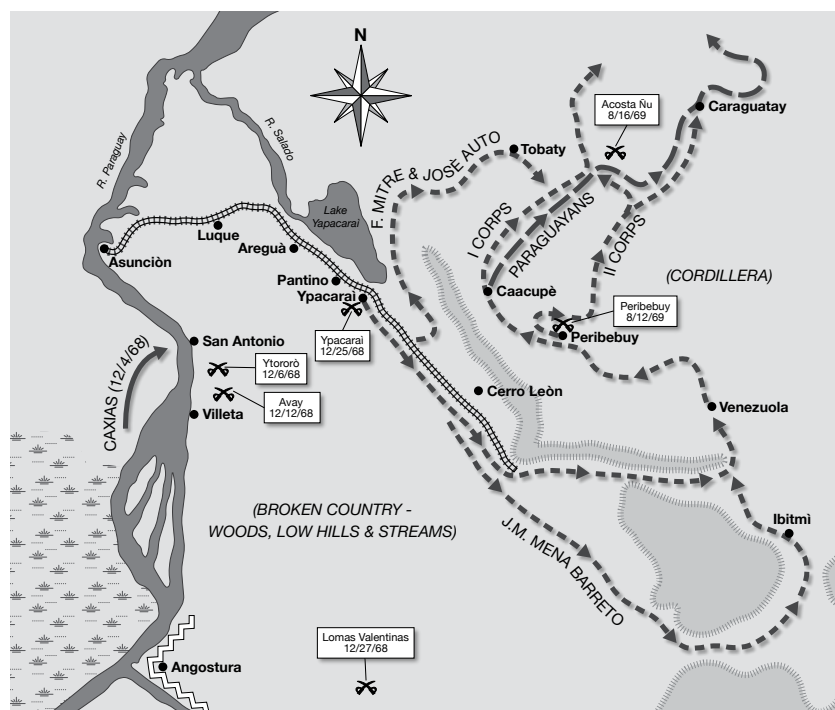 N
R. Paraguay
R. Salado
Lake
Yapacaraì
F. MITRE & JOSÈ AUTO
Tobaty
Acosta Ñu
8/16/69
Caraguatay
Asunciòn
Luque
Areguà
Pantino
Ypacaraì
Ypacaraì
12/25/68
I CORPS
PARAGUAYANS
II CORPS
(CORDILLERA)
Caacupè
Peribebuy
8/12/69
Peribebuy
CAXIAS (12/4/68)
San Antonio
Ytororò
12/6/68
Avay
12/12/68
Villeta
Cerro Leòn
Venezuola
(BROKEN COUNTRY -
WOODS, LOW HILLS & STREAMS)
J.M. MENA BARRETO
Ibitmì
Lomas Valentinas
12/27/68
Angostura